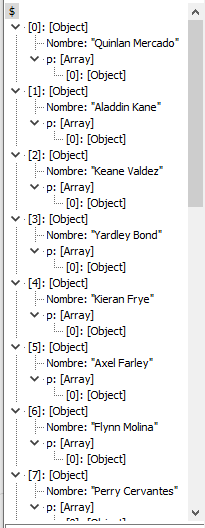 $
[0]: [Object]
Nombre: "Quinlan Mercado"
p: [Array]
[0]: [Object]
[1]: [Object]
Nombre: "Aladdin Kane"
p: [Array]
[0]: [Object]
[2]: [Object]
Nombre: "Keane Valdez"
p: [Array]
[0]: [Object]
[3]: [Object]
Nombre: "Yardley Bond"
p: [Array]
[0]: [Object]
[4]: [Object]
Nombre: "Kieran Frye"
p: [Array]
[0]: [Object]
[5]: [Object]
Nombre: "Axel Farley"
p: [Array]
[0]: [Object]
[6]: [Object]
Nombre: "Flynn Molina"
p: [Array]
[0]: [Object]
[7]: [Object]
Nombre: "Perry Cervantes"
p: [Array]
[0]: [Object]